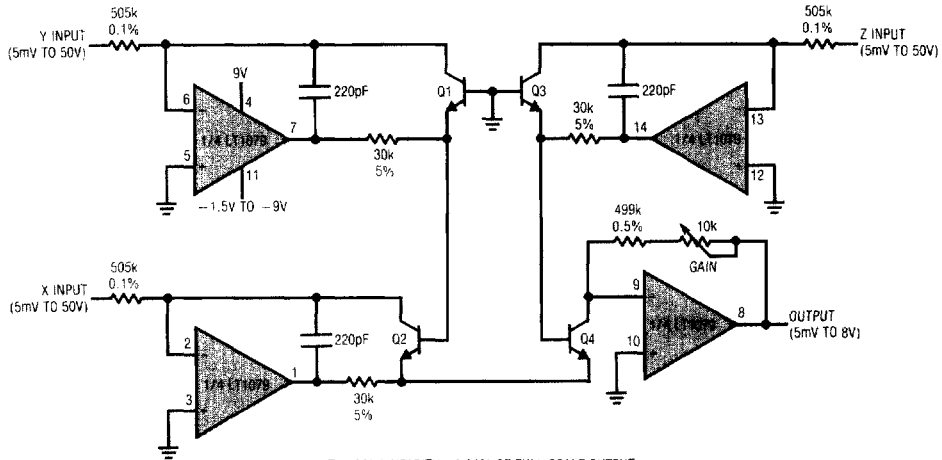 505k
0.1%
Y INPUT
(5mV TO 50V)
6
5
9V
4
7
11
1/4 LT1079
–1.5V TO –9V
220pF
30k
5%
Q1
Q3
505k
0.1%
Z INPUT
(5mV TO 50V)
30k
5%
220pF
14
13
12
1/4 LT1079
505k
0.1%
X INPUT
(5mV TO 50V)
2
3
1
1/4 LT1079
220pF
30k
5%
Q2
Q4
499k
0.5%
10k
GAIN
9
10
8
1/4 LT1079
OUTPUT
(5mV TO 8V)